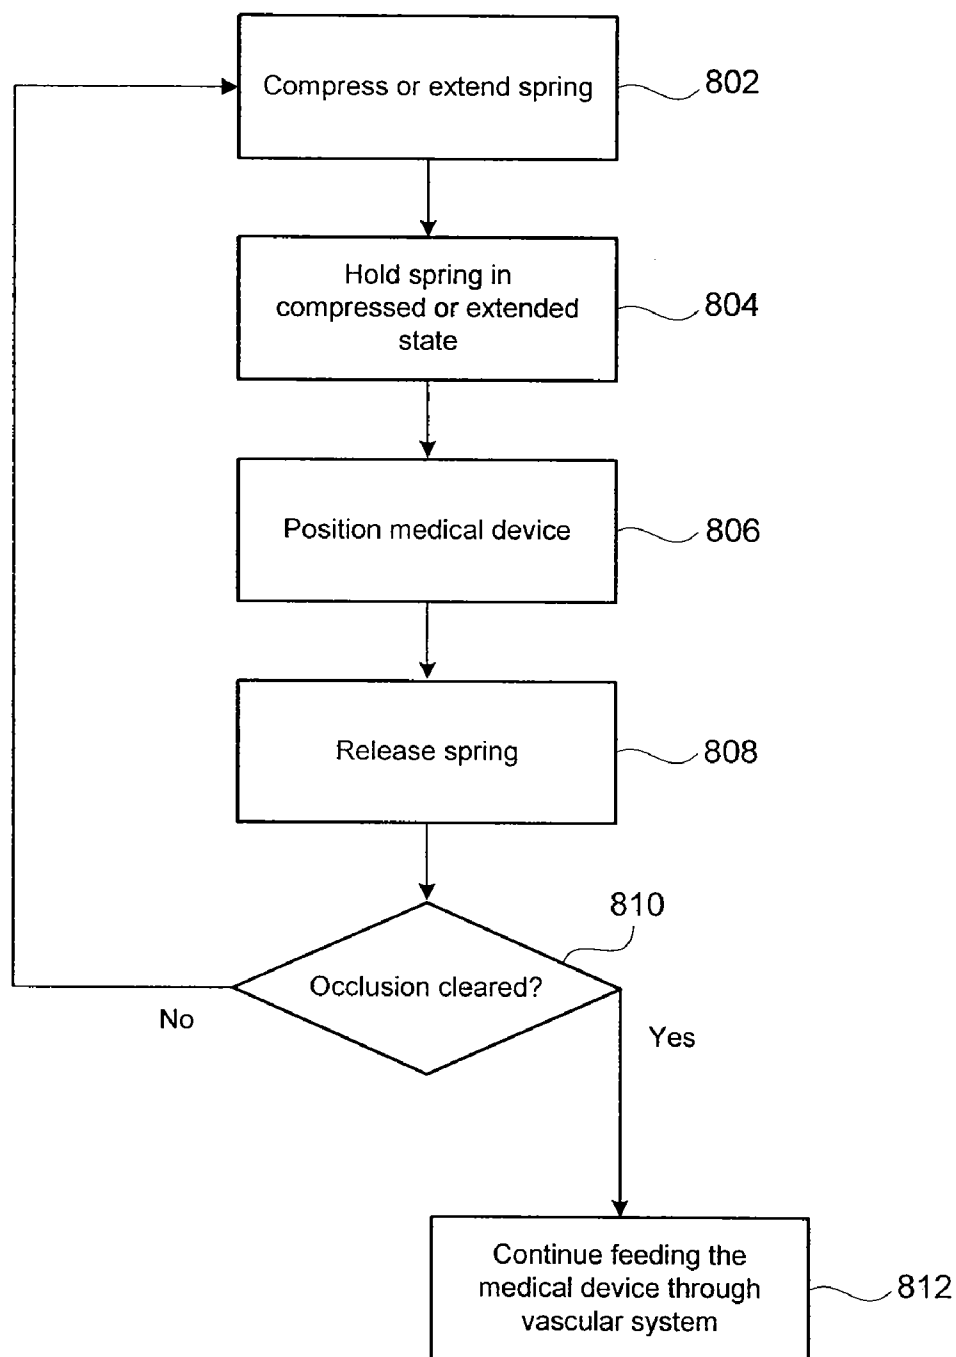 Compress or extend spring
802
Hold spring in
compressed or extended
state
804
Position medical device
806
Release spring
808
810
Occlusion cleared?
No
Yes
Continue feeding the
medical device through
vascular system
812